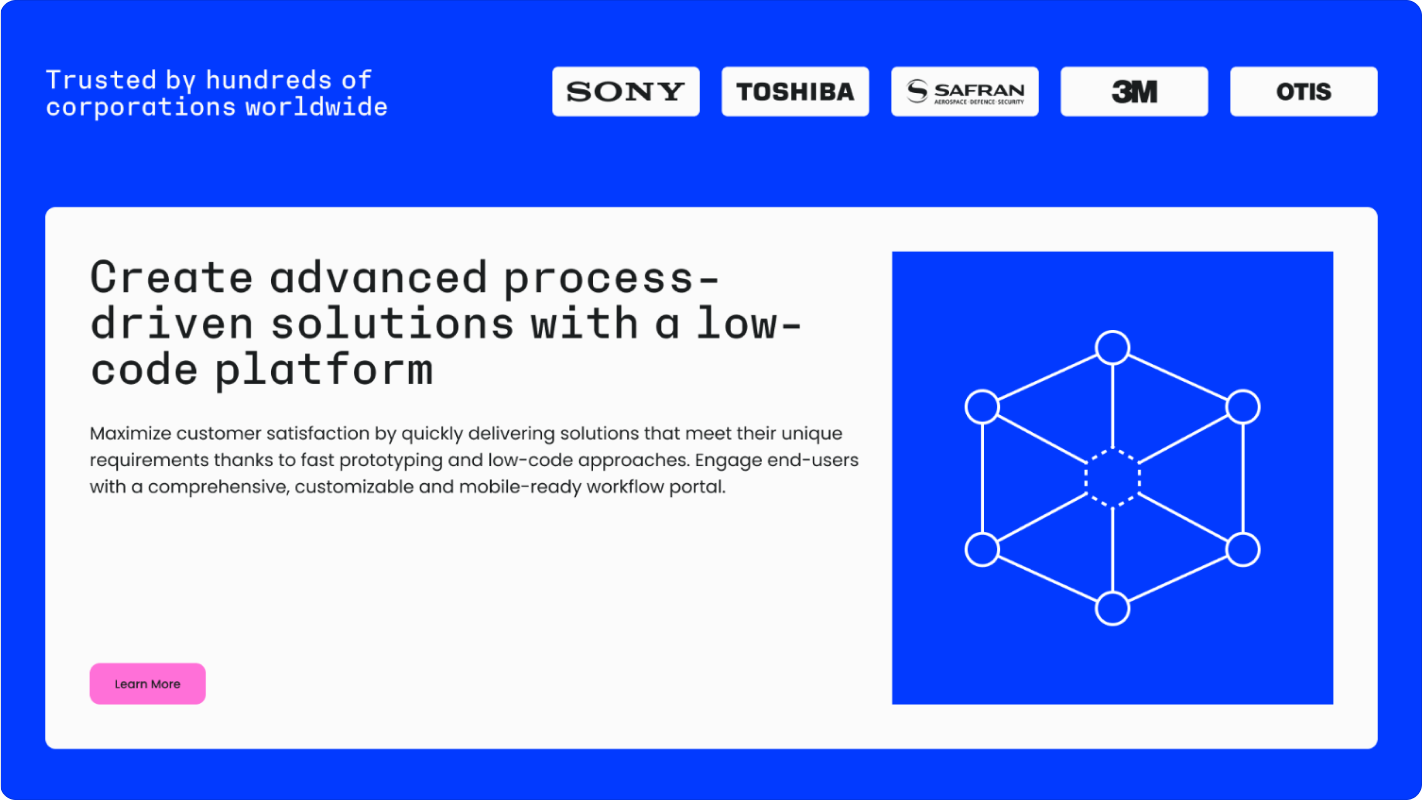 Trusted by hundreds of
corporations worldwide
SONY
TOSHIBA
SAFRAN
AEROSPACE · DEFENCE · SECURITY
3M
OTIS
Create advanced process-
driven solutions with a low-
code platform
Maximize customer satisfaction by quickly delivering solutions that meet their unique
requirements thanks to fast prototyping and low-code approaches. Engage end-users
with a comprehensive, customizable and mobile-ready workflow portal.
Learn More